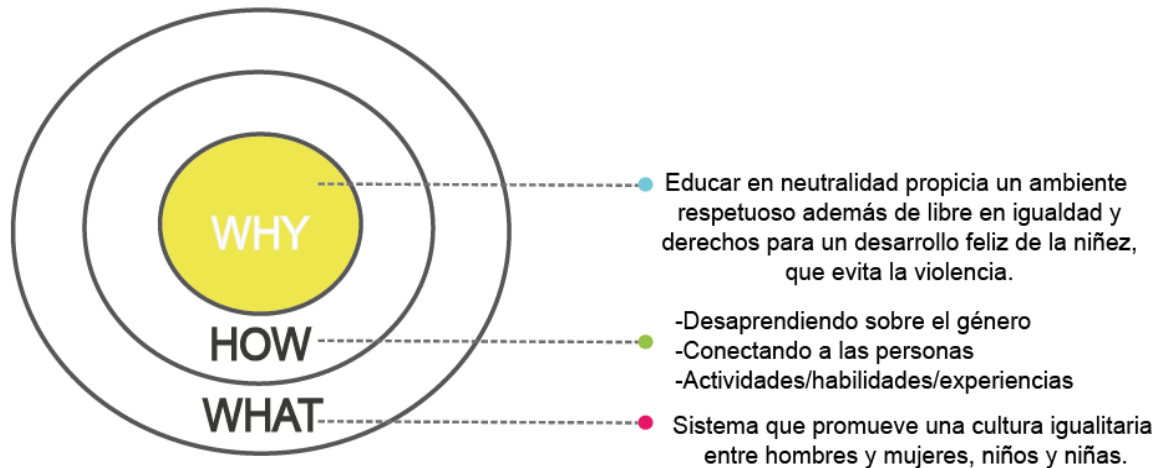 WHY
Educar en neutralidad propicia un ambiente
respetuoso además de libre en igualdad y
derechos para un desarrollo feliz de la niñez,
que evita la violencia.
HOW
-Desaprendiendo sobre el género
-Conectando a las personas
-Actividades/habilidades/experiencias
WHAT
Sistema que promueve una cultura igualitaria
entre hombres y mujeres, niños y niñas.